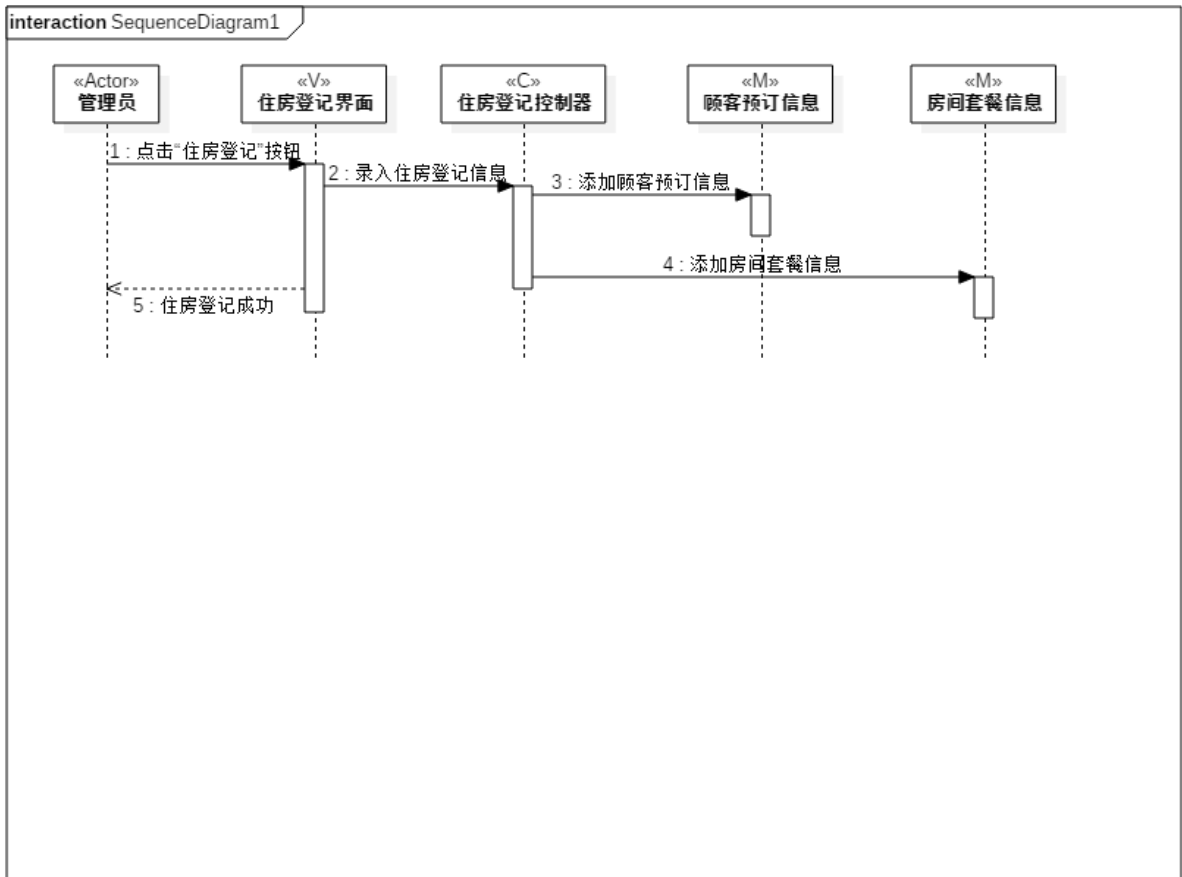 interaction SequenceDiagram1
«Actor»
管理员
«V»
住房登记界面
«C»
住房登记控制器
«M»
顾客预订信息
«M»
房间套餐信息
1 : 点击“住房登记”按钮
2 : 录入住房登记信息
3 : 添加顾客预订信息
4 : 添加房间套餐信息
5 : 住房登记成功